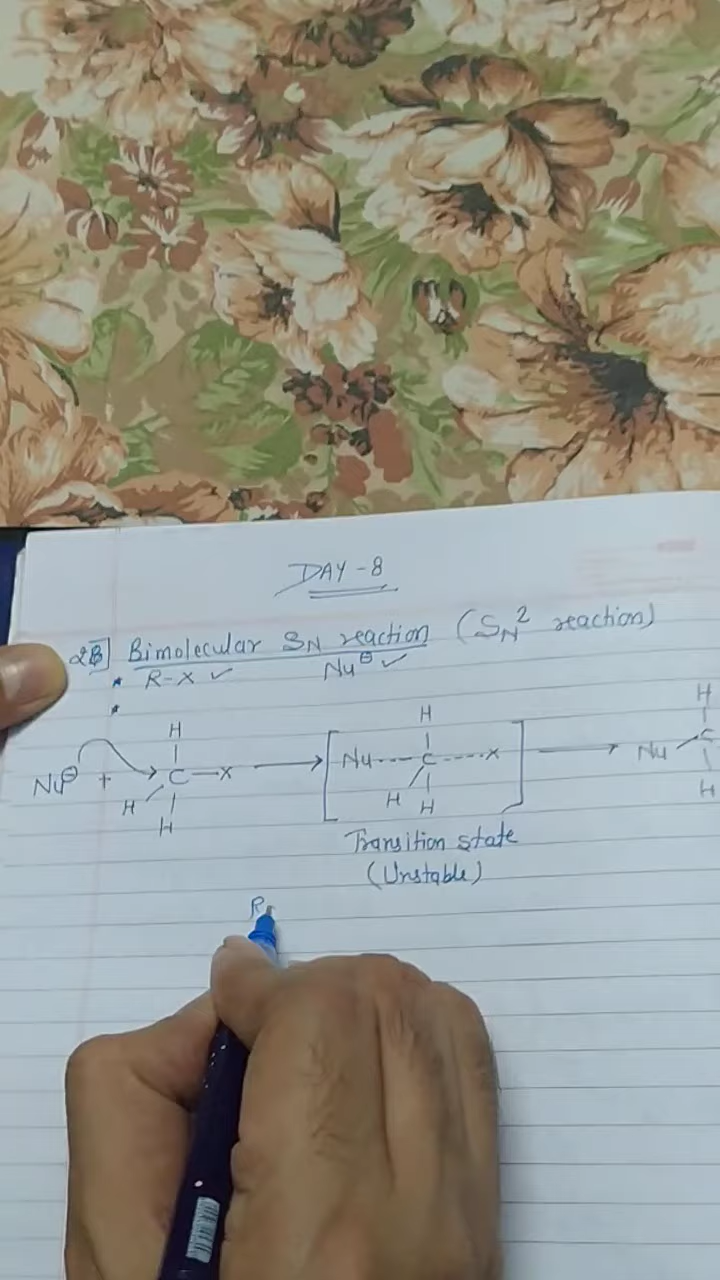 DAY - 8
2B] Bimolecular SN reaction (SN² reaction)
* R-X ✓ Nu⊖ ✓
*
H H H
Nu⊖ + C—X → [Nu----C----X] → Nu C
H H H H H
Transition state
(Unstable)
R